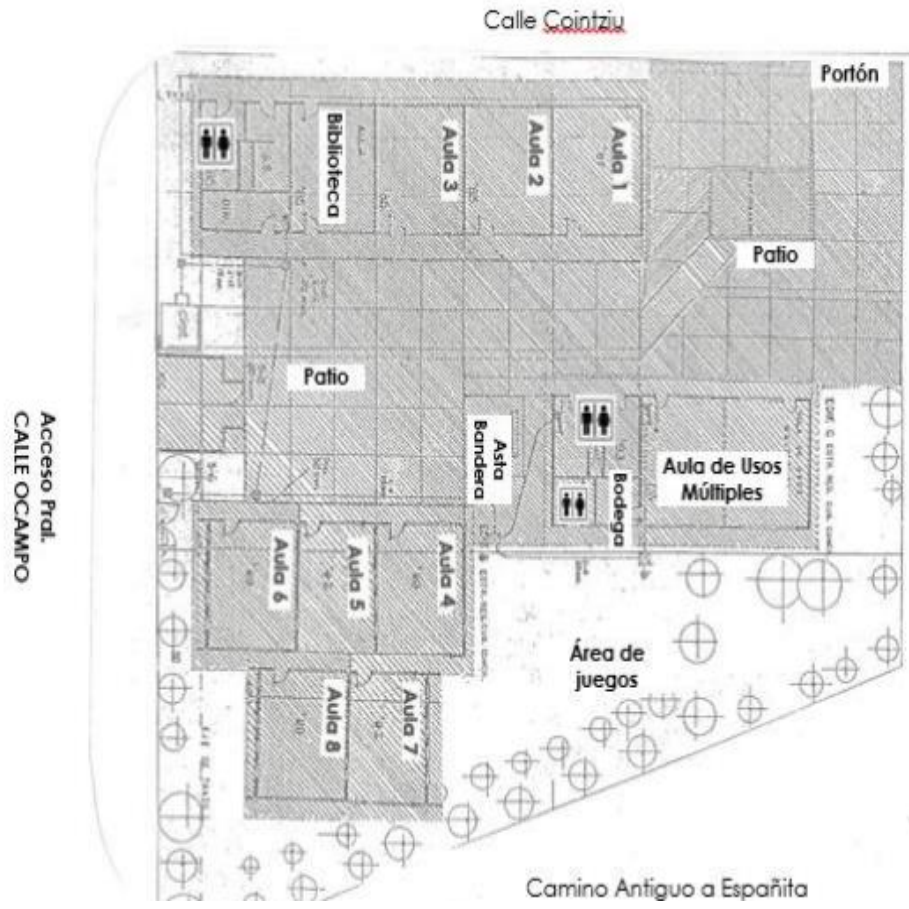 Calle Cointziu
Portón
Biblioteca
Aula 3
Aula 2
Aula 1
Patio
Patio
Acceso Pral.
CALLE OCAMPO
Asta
Bandera
Bodega
Aula de Usos
Múltiples
Aula 6
Aula 5
Aula 4
Área de
juegos
Aula 8
Aula 7
Camino Antiguo a Españita